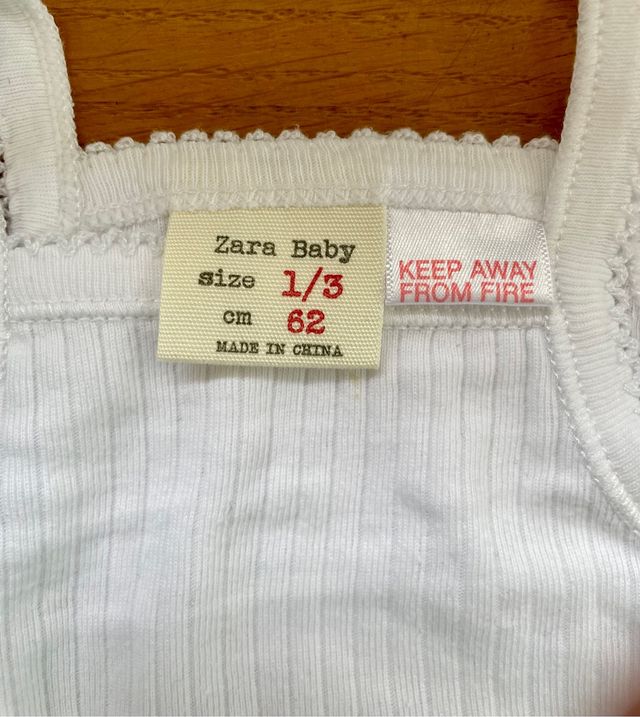 Zara Baby
size 1/3
cm 62
MADE IN CHINA
KEEP AWAY
FROM FIRE